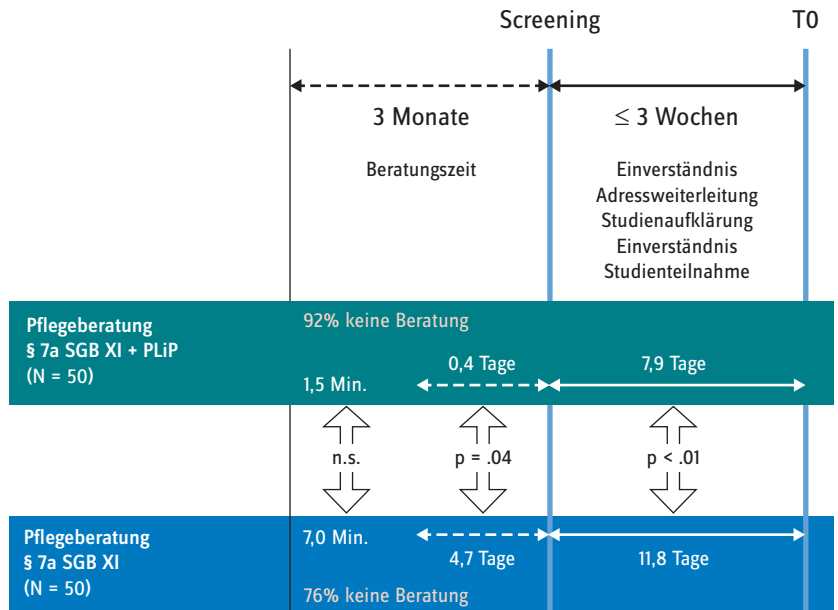 Screening
T0
3 Monate
≤ 3 Wochen
Beratungszeit
Einverständnis
Adressweiterleitung
Studienaufklärung
Einverständnis
Studienteilnahme
Pflegeberatung
§ 7a SGB XI + PLiP
(N = 50)
92% keine Beratung
1,5 Min.
0,4 Tage
7,9 Tage
n.s.
p = .04
p < .01
Pflegeberatung
§ 7a SGB XI
(N = 50)
7,0 Min.
4,7 Tage
11,8 Tage
76% keine Beratung